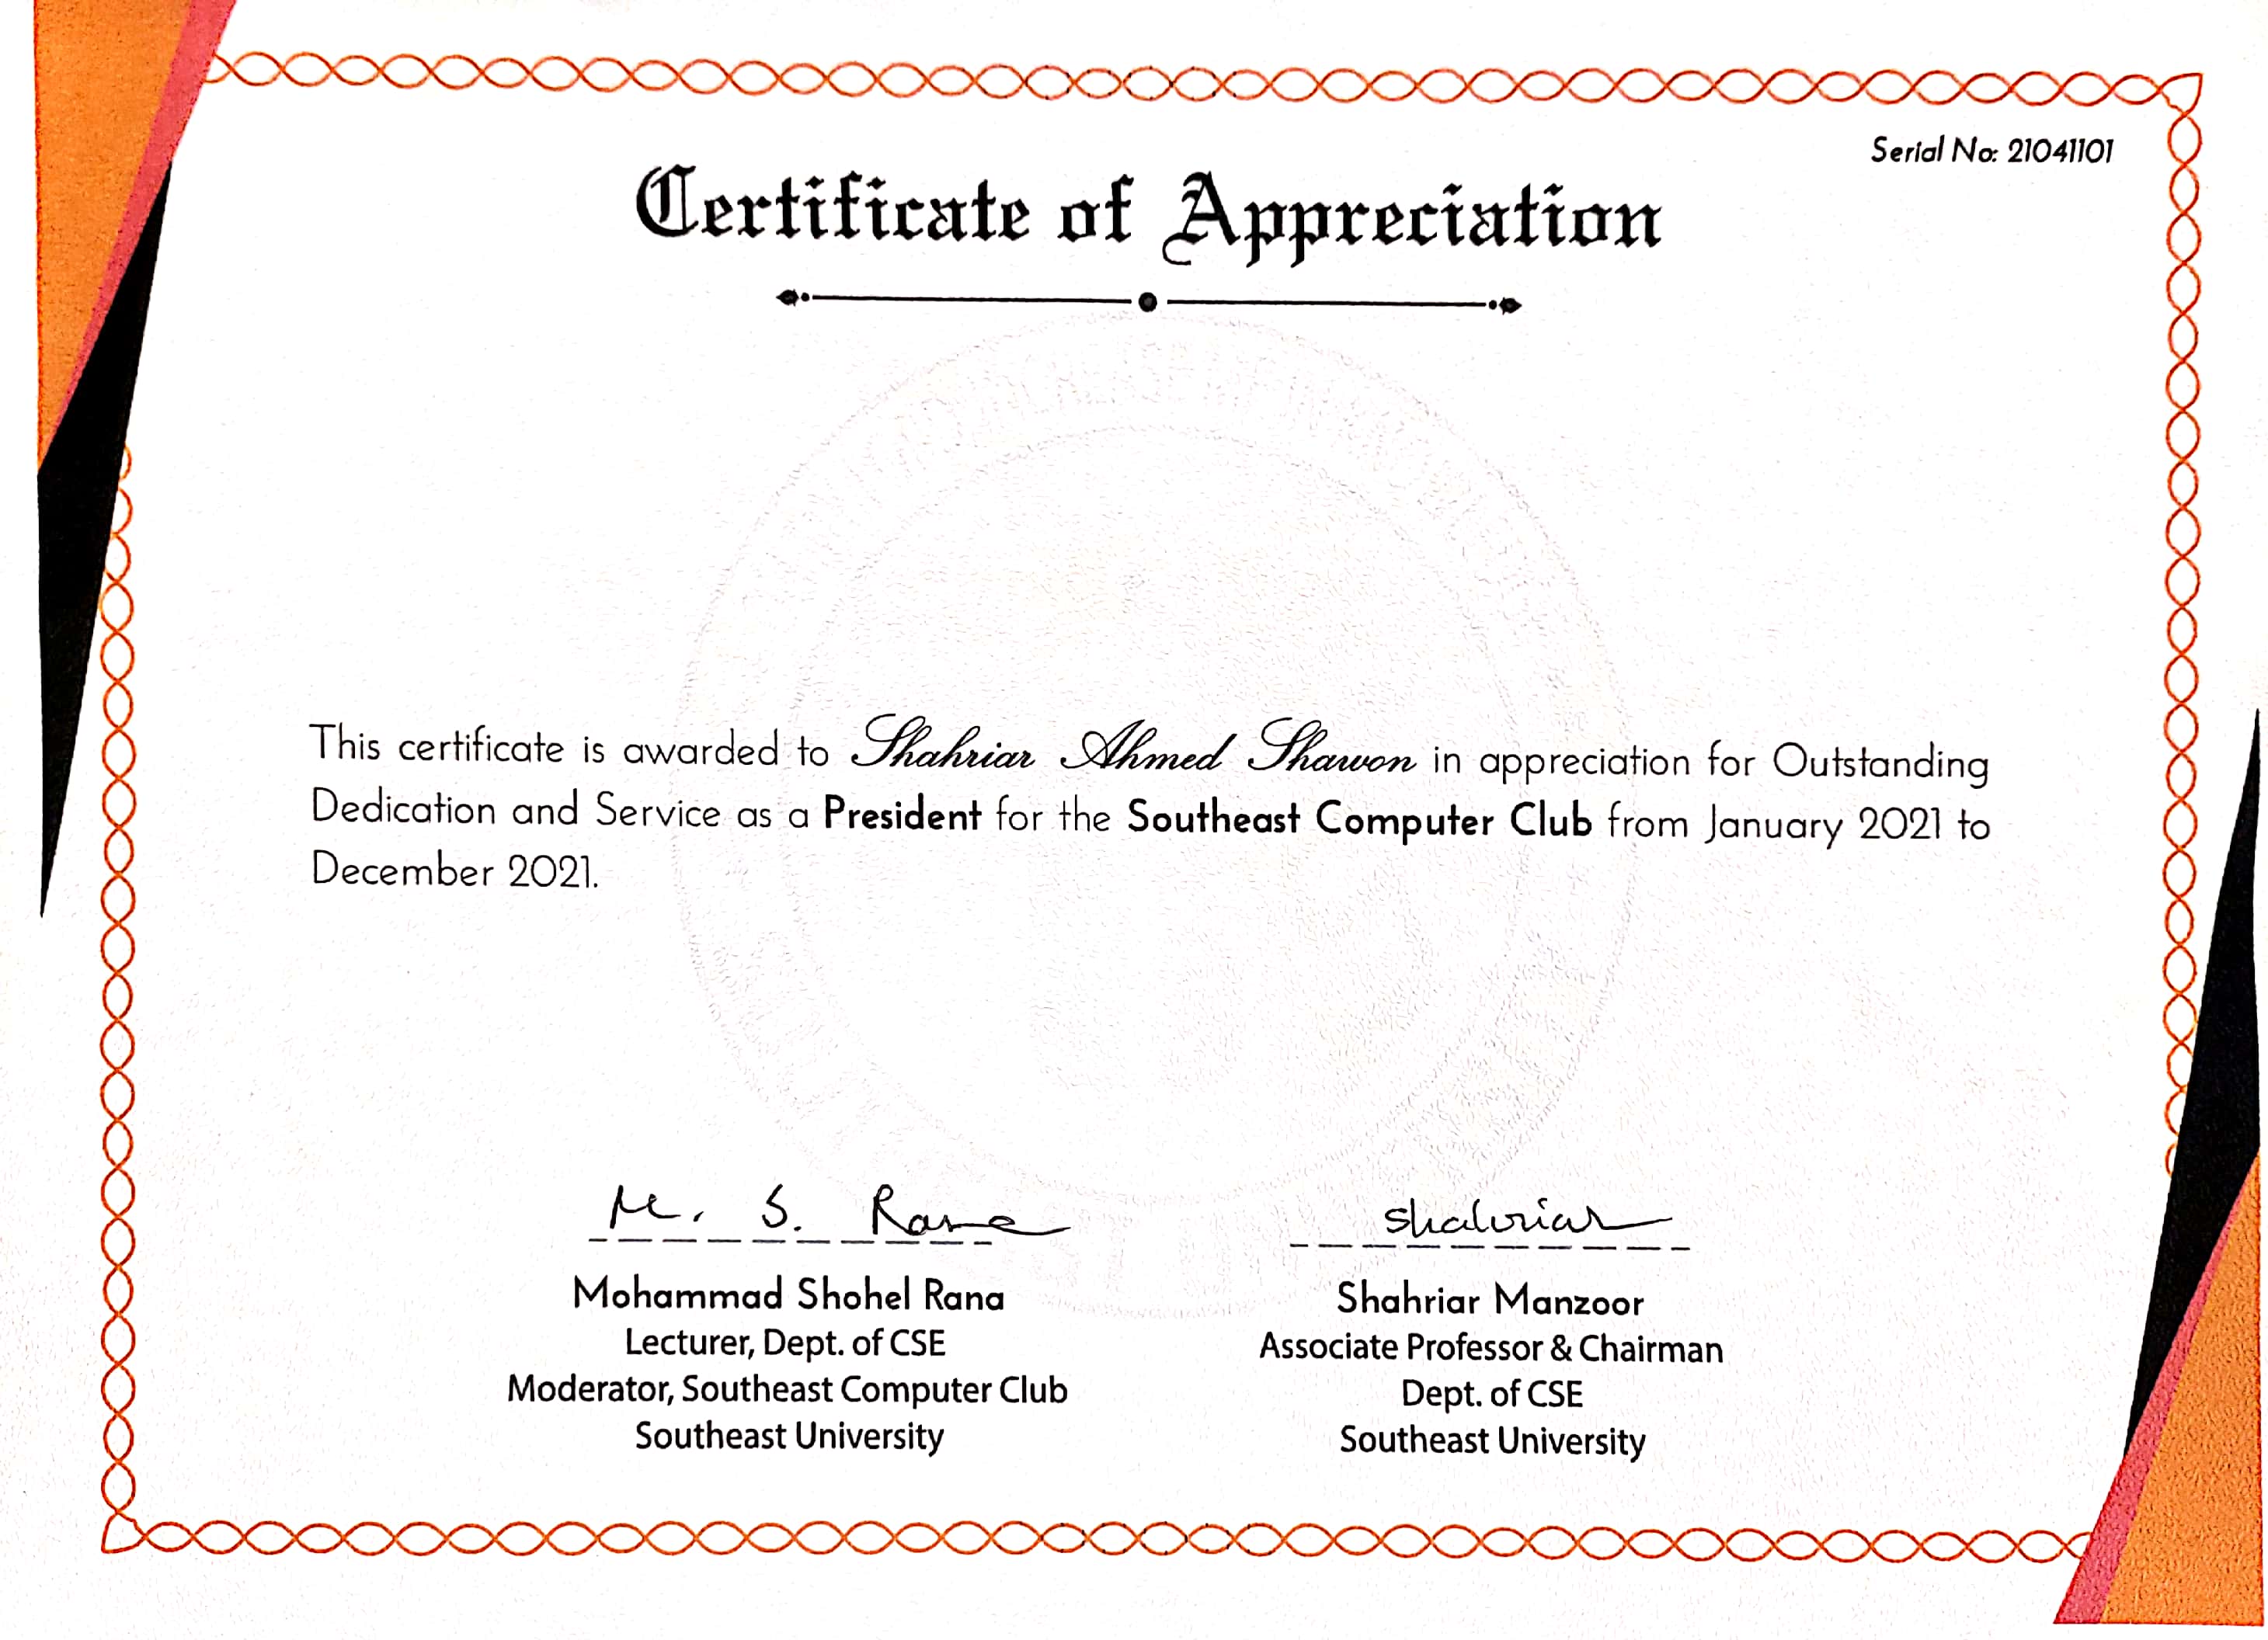 Serial No: 21041101
Certificate of Appreciation
This certificate is awarded to Shahriar Ahmed Shawon in appreciation for Outstanding
Dedication and Service as a President for the Southeast Computer Club from January 2021 to
December 2021.
M. S. Rana
Shahriar
Mohammad Shohel Rana
Lecturer, Dept. of CSE
Moderator, Southeast Computer Club
Southeast University
Shahriar Manzoor
Associate Professor & Chairman
Dept. of CSE
Southeast University